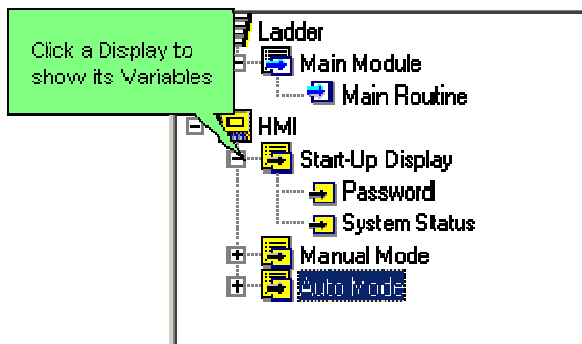 Click a Display to
show its Variables
Ladder
Main Module
Main Routine
HMI
Start-Up Display
Password
System Status
Manual Mode
Auto Mode